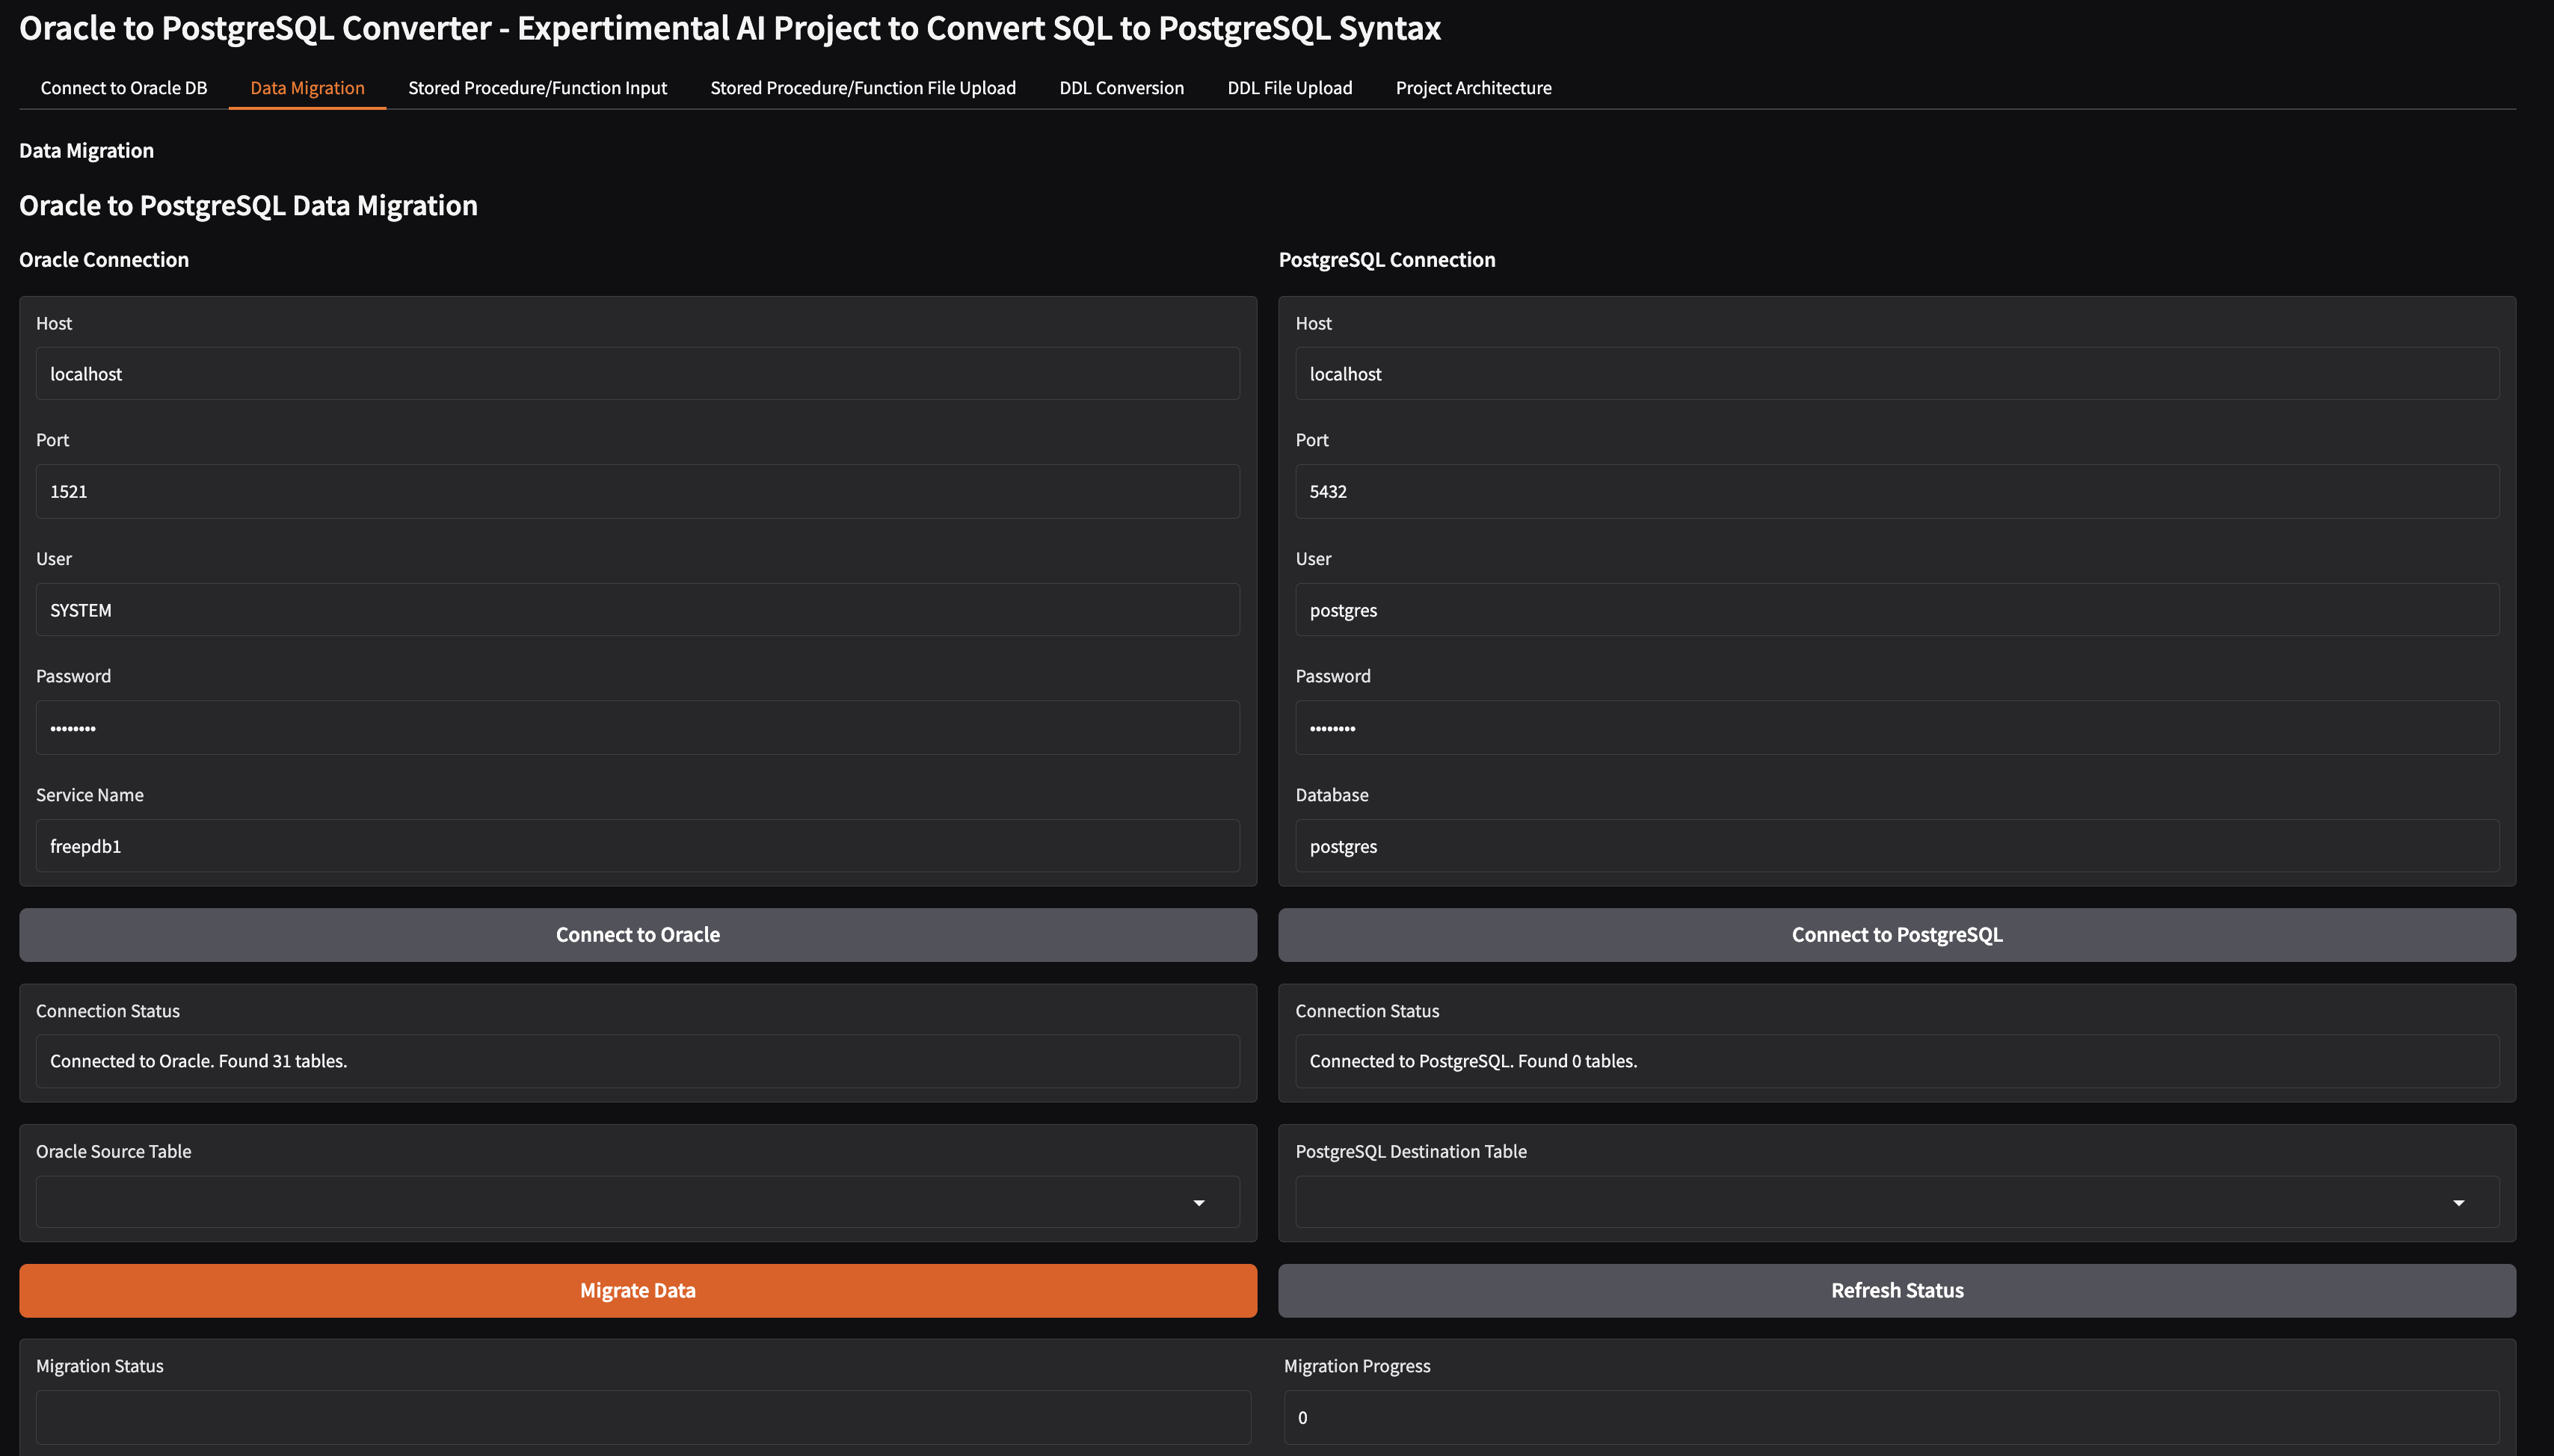 Oracle to PostgreSQL Converter - Expertimental AI Project to Convert SQL to PostgreSQL Syntax
Connect to Oracle DB
Data Migration
Stored Procedure/Function Input
Stored Procedure/Function File Upload
DDL Conversion
DDL File Upload
Project Architecture
Data Migration
Oracle to PostgreSQL Data Migration
Oracle Connection
Host
localhost
Port
1521
User
SYSTEM
Password
••••••••
Service Name
freepdb1
Connect to Oracle
Connection Status
Connected to Oracle. Found 31 tables.
Oracle Source Table
Migrate Data
PostgreSQL Connection
Host
localhost
Port
5432
User
postgres
Password
••••••••
Database
postgres
Connect to PostgreSQL
Connection Status
Connected to PostgreSQL. Found 0 tables.
PostgreSQL Destination Table
Refresh Status
Migration Status
Migration Progress
0